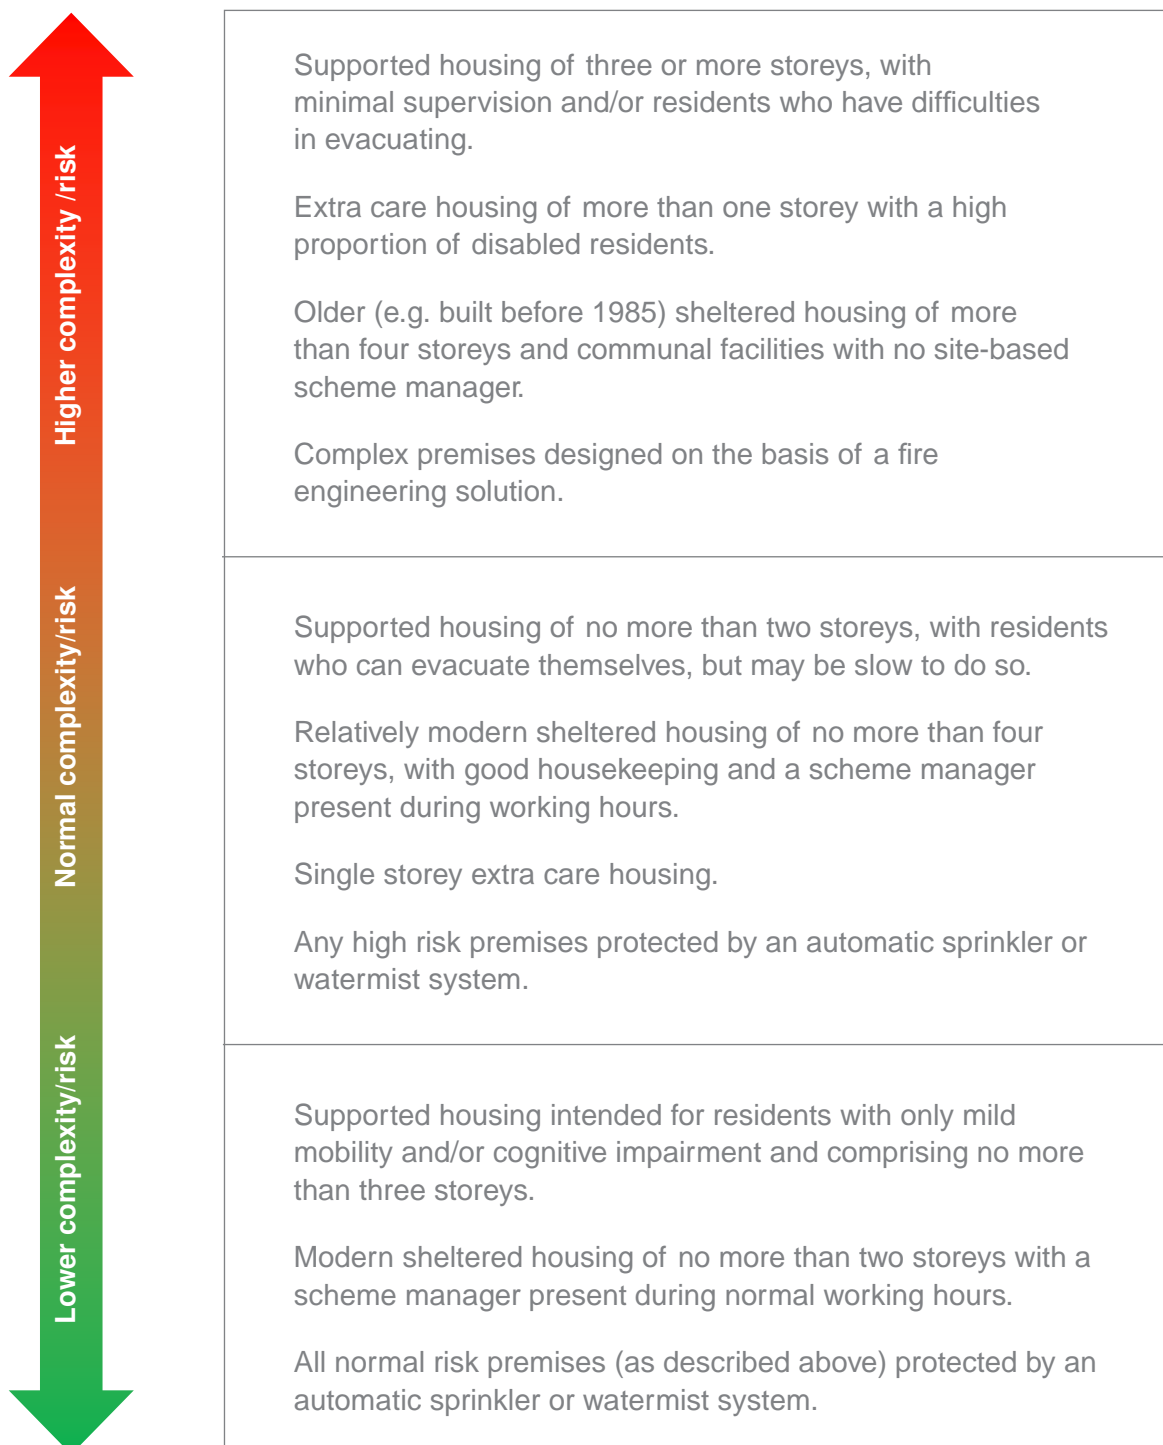 Higher complexity /risk
Supported housing of three or more storeys, with
minimal supervision and/or residents who have difficulties
in evacuating.
Extra care housing of more than one storey with a high
proportion of disabled residents.
Older (e.g. built before 1985) sheltered housing of more
than four storeys and communal facilities with no site-based
scheme manager.
Complex premises designed on the basis of a fire
engineering solution.
Normal complexity/risk
Supported housing of no more than two storeys, with residents
who can evacuate themselves, but may be slow to do so.
Relatively modern sheltered housing of no more than four
storeys, with good housekeeping and a scheme manager
present during working hours.
Single storey extra care housing.
Any high risk premises protected by an automatic sprinkler or
watermist system.
Lower complexity/risk
Supported housing intended for residents with only mild
mobility and/or cognitive impairment and comprising no more
than three storeys.
Modern sheltered housing of no more than two storeys with a
scheme manager present during normal working hours.
All normal risk premises (as described above) protected by an
automatic sprinkler or watermist system.